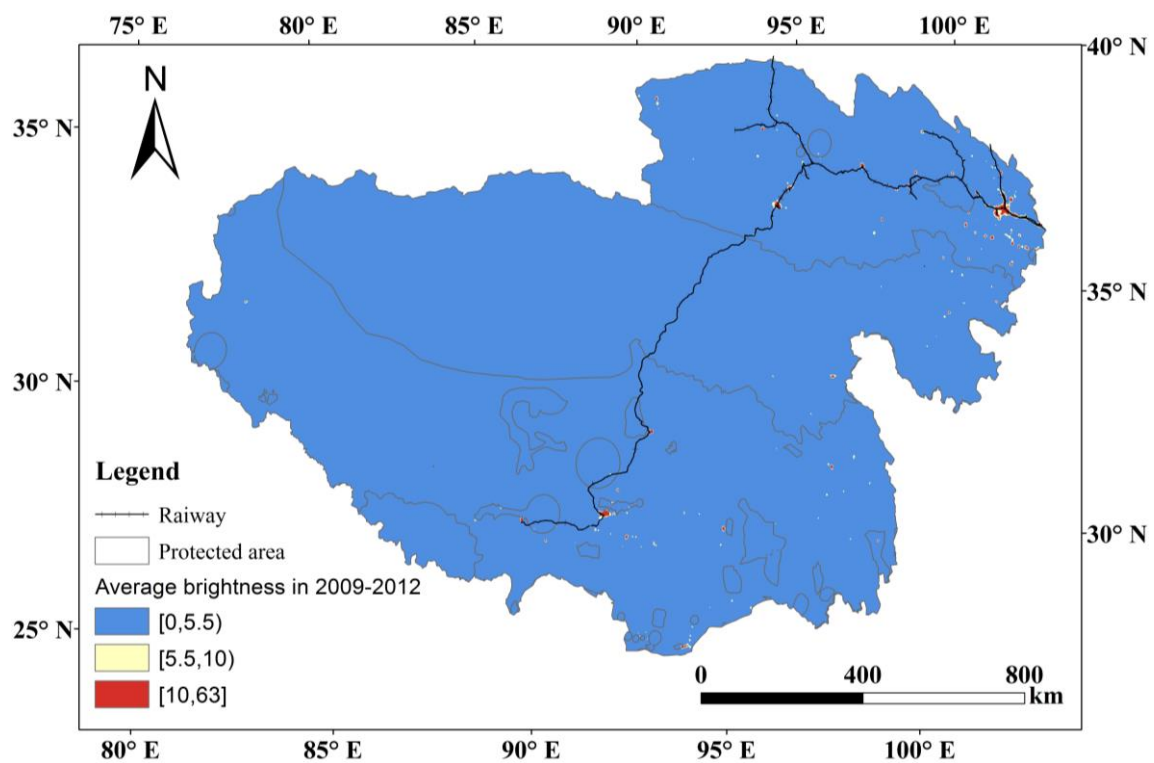 75° E 80° E 85° E 90° E 95° E 100° E
40° N
N
35° N
35° N
30° N
Legend
Raiway
30° N
Protected area
Average brightness in 2009-2012
[0,5.5)
25° N
[5.5,10)
0 400 800
[10,63]
km
80° E 85° E 90° E 95° E 100° E